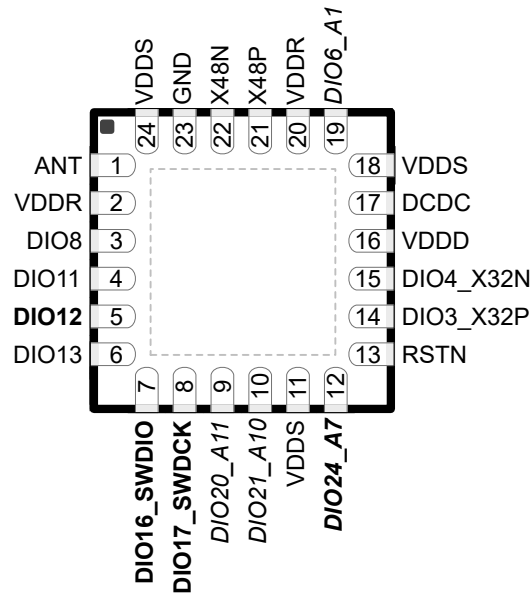 VDDS
GND
X48N
X48P
VDDR
DIO6_A1
24
23
22
21
20
19
ANT 1
VDDR 2
DIO8 3
DIO11 4
DIO12 5
DIO13 6
18 VDDS
17 DCDC
16 VDDD
15 DIO4_X32N
14 DIO3_X32P
13 RSTN
7
8
9
10
11
12
DIO16_SWDIO
DIO17_SWDCK
DIO20_A11
DIO21_A10
VDDS
DIO24_A7